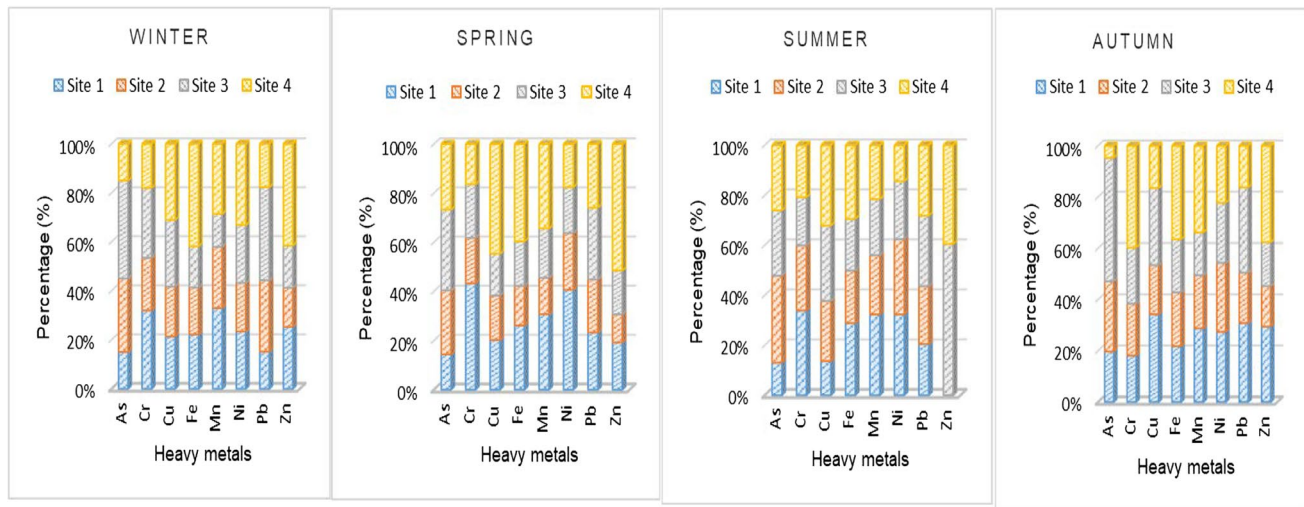 WINTER
Site 1 Site 2 Site 3 Site 4
100%
80%
60%
40%
20%
0%
Percentage (%)
As Cr Cu Fe Mn Ni Pb Zn
Heavy metals
SPRING
Site 1 Site 2 Site 3 Site 4
100%
80%
60%
40%
20%
0%
Percentage (%)
As Cr Cu Fe Mn Ni Pb Zn
Heavy metals
SUMMER
Site 1 Site 2 Site 3 Site 4
100%
80%
60%
40%
20%
0%
Percentage (%)
As Cr Cu Fe Mn Ni Pb Zn
Heavy metals
AUTUMN
Site 1 Site 2 Site 3 Site 4
100%
80%
60%
40%
20%
0%
Percentage (%)
As Cr Cu Fe Mn Ni Pb Zn
Heavy metals